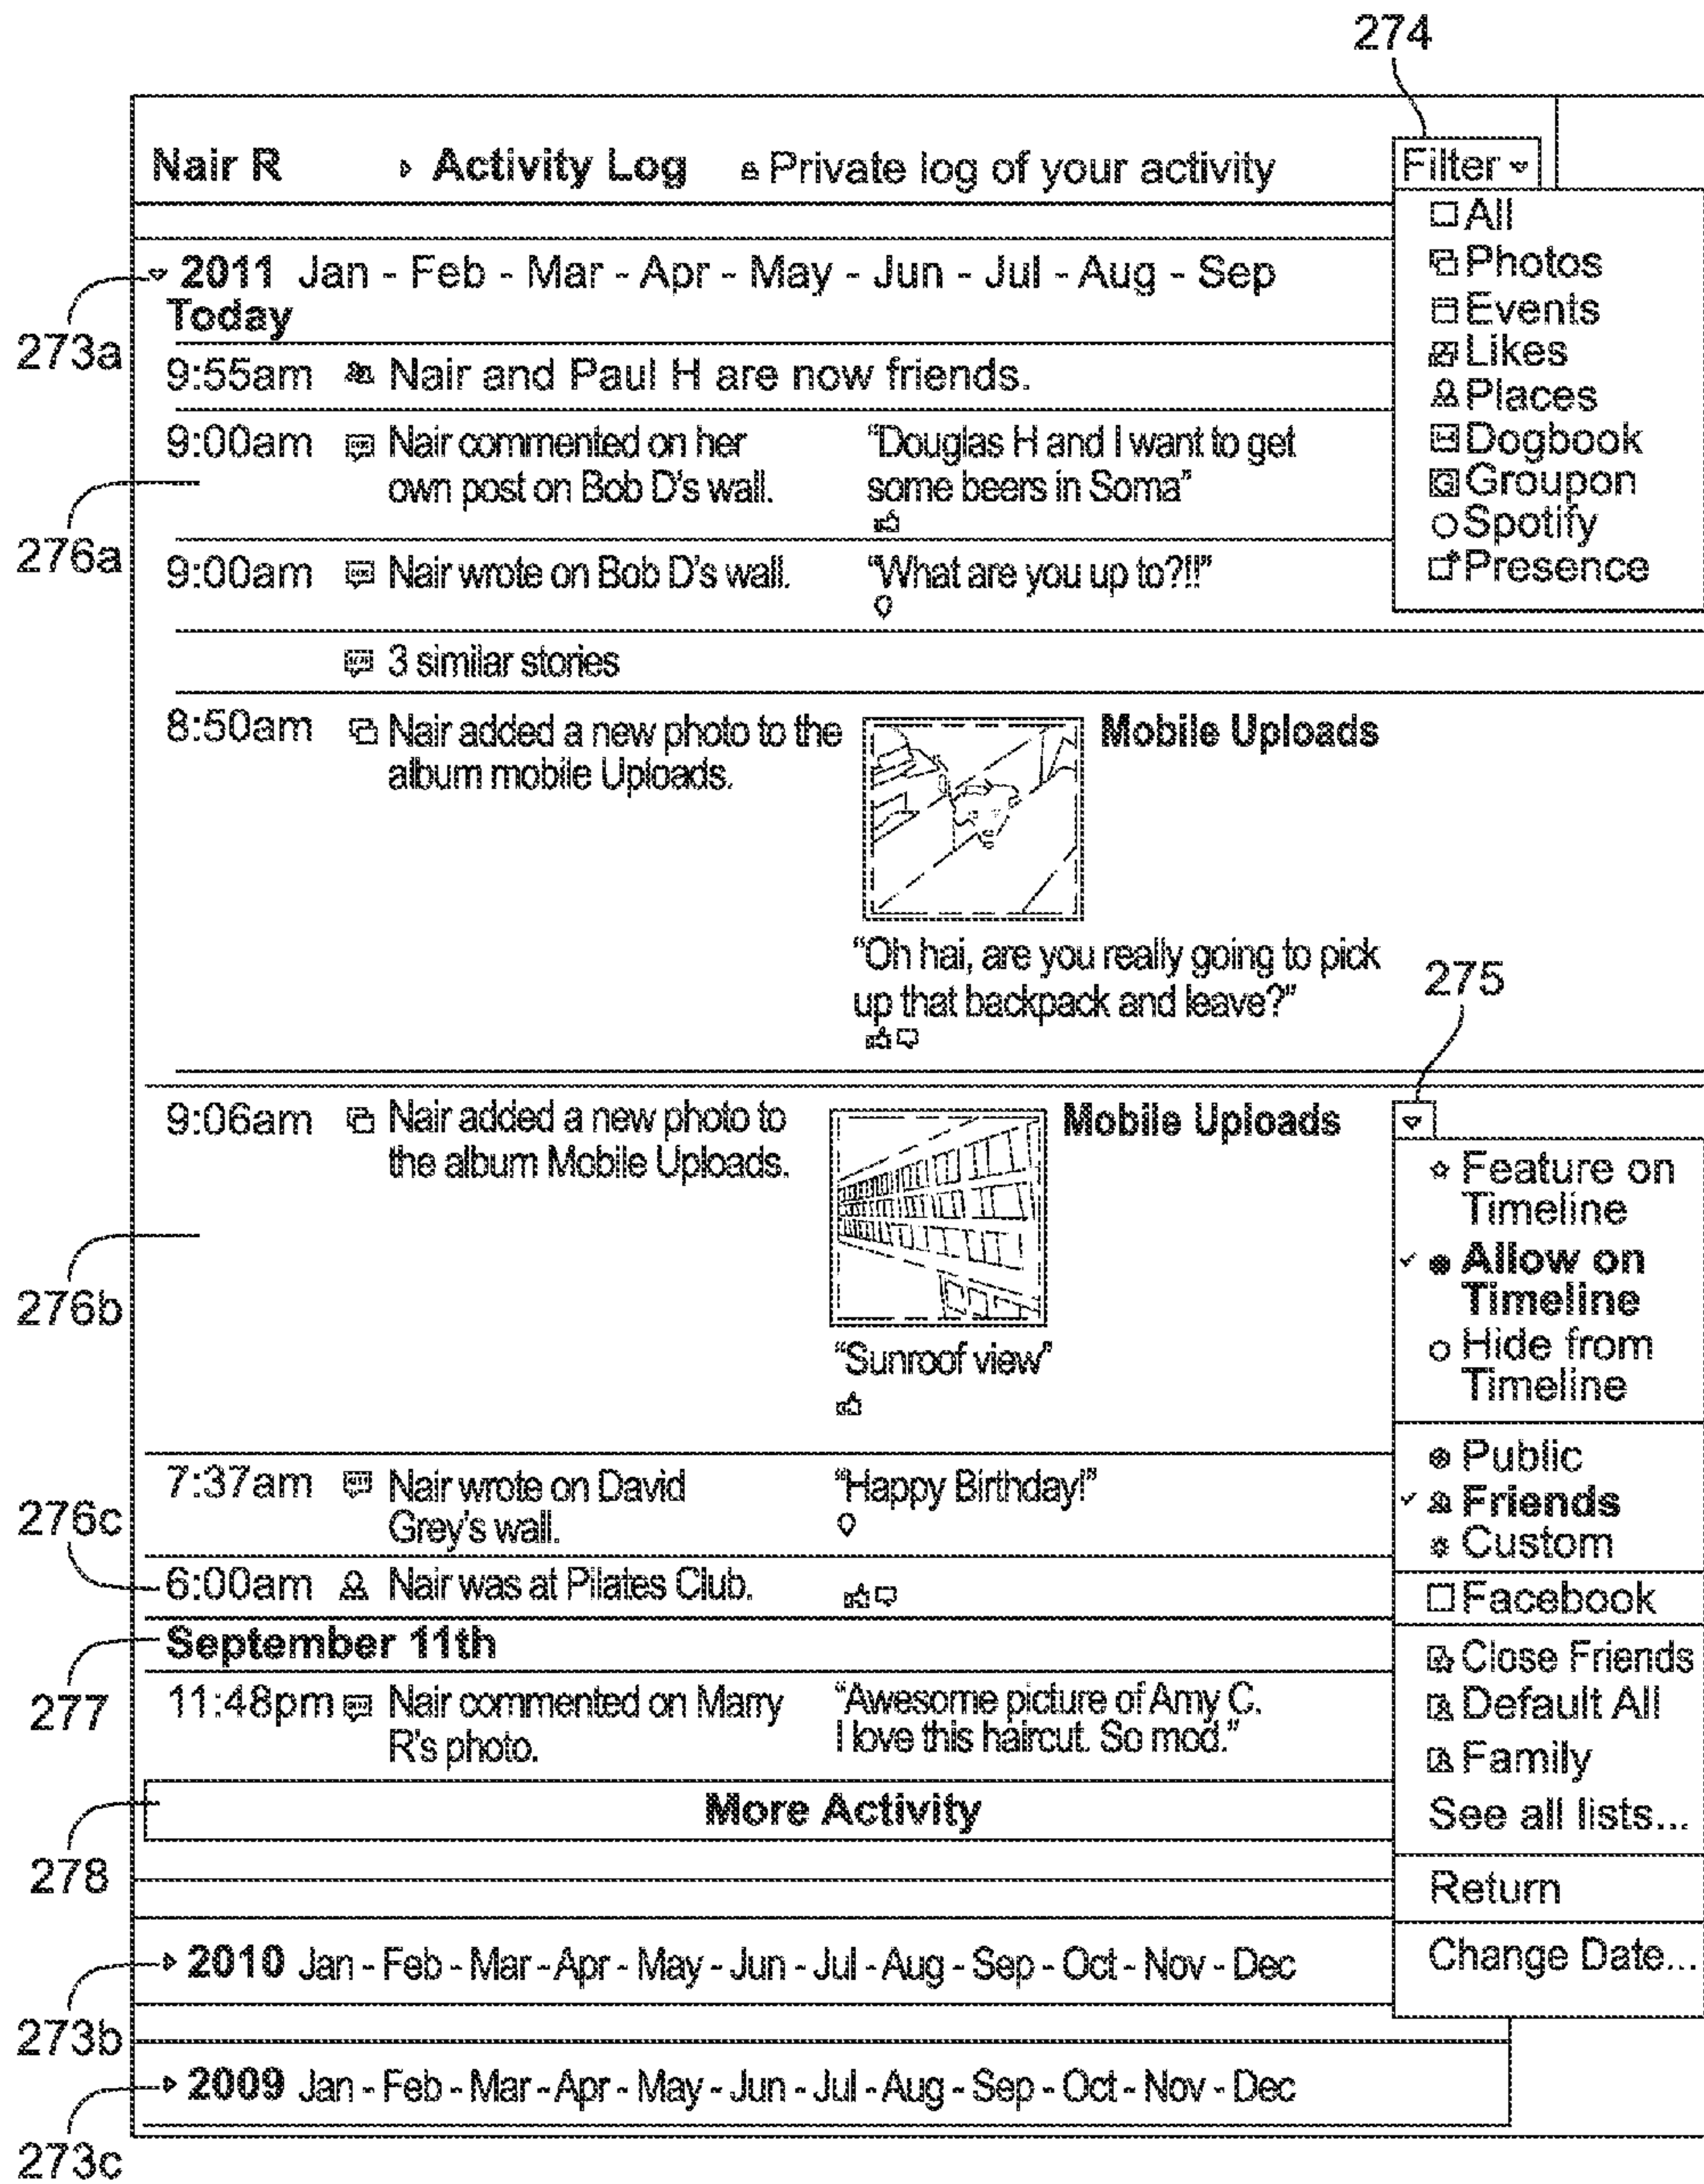 274
Nair R Activity Log Private log of your activity Filter
All
Photos
Events
Likes
Places
Dogbook
Groupon
Spotify
Presence
2011 Jan - Feb - Mar - Apr - May - Jun - Jul - Aug - Sep
Today
273a
9:55am Nair and Paul H are now friends.
9:00am Nair commented on her
own post on Bob D's wall.
"Douglas H and I want to get
some beers in Soma"
276a
9:00am Nair wrote on Bob D's wall. "What are you up to?!!"
3 similar stories
8:50am Nair added a new photo to the
album mobile Uploads.
Mobile Uploads
"Oh hai, are you really going to pick
up that backpack and leave?"
275
9:06am Nair added a new photo to
the album Mobile Uploads.
Mobile Uploads
"Sunroof view"
276b
Feature on
Timeline
Allow on
Timeline
Hide from
Timeline
Public
Friends
Custom
Facebook
Close Friends
Default All
Family
See all lists...
Return
Change Date...
7:37am Nair wrote on David
Grey's wall.
"Happy Birthday!"
276c
6:00am Nair was at Pilates Club.
September 11th
277
11:48pm Nair commented on Marry
R's photo.
"Awesome picture of Amy C.
I love this haircut. So mod."
More Activity
278
2010 Jan - Feb - Mar - Apr - May - Jun - Jul - Aug - Sep - Oct - Nov - Dec
273b
2009 Jan - Feb - Mar - Apr - May - Jun - Jul - Aug - Sep - Oct - Nov - Dec
273c